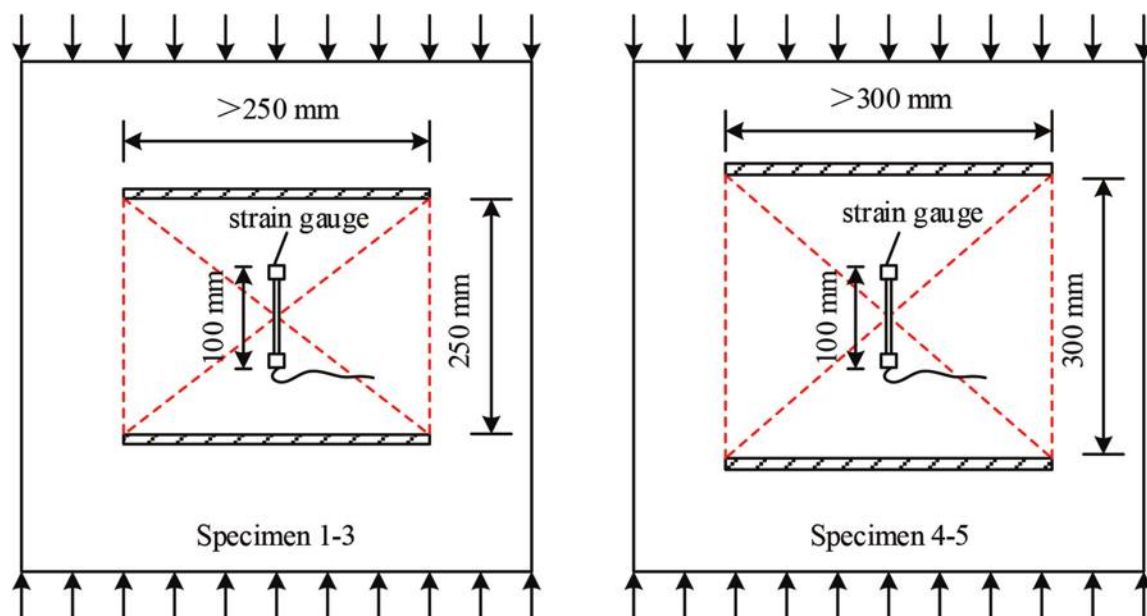 >250 mm
strain gauge
100 mm
250 mm
Specimen 1-3
>300 mm
strain gauge
100 mm
300 mm
Specimen 4-5